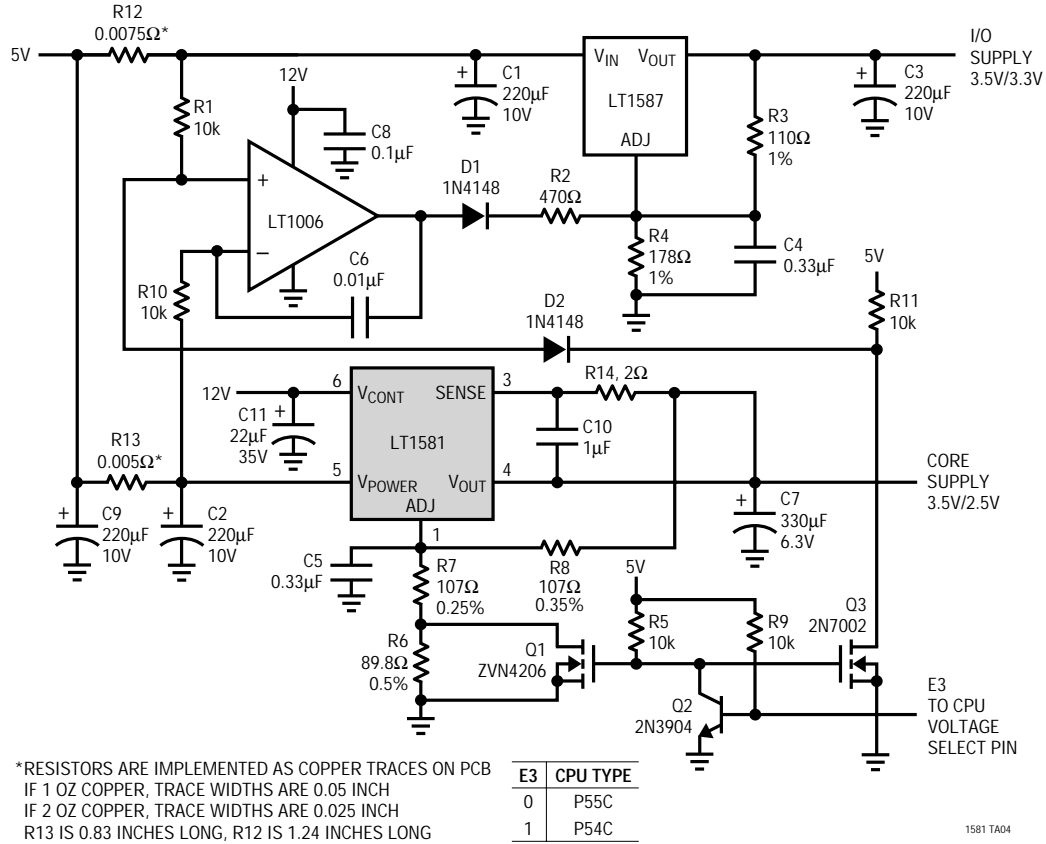 R12
0.0075Ω*
5V
I/O
SUPPLY
3.5V/3.3V
12V
R1
10k
C8
0.1µF
+
C1
220µF
10V
VIN VOUT
LT1587
ADJ
R3
110Ω
1%
+
C3
220µF
10V
+
LT1006
−
D1
1N4148
R2
470Ω
R4
178Ω
1%
C4
0.33µF
C6
0.01µF
R10
10k
5V
R11
10k
D2
1N4148
12V
C11
+
22µF
35V
6
VCONT SENSE
3
LT1581
5
VPOWER VOUT
4
ADJ
1
R14, 2Ω
C10
1µF
R13
0.005Ω*
CORE
SUPPLY
3.5V/2.5V
+
C9
220µF
10V
+
C2
220µF
10V
+
C7
330µF
6.3V
C5
0.33µF
R7
107Ω
0.25%
R8
107Ω
0.35%
R6
89.8Ω
0.5%
Q1
ZVN4206
5V
R5
10k
R9
10k
Q3
2N7002
Q2
2N3904
E3
TO CPU
VOLTAGE
SELECT PIN
*RESISTORS ARE IMPLEMENTED AS COPPER TRACES ON PCB
IF 1 OZ COPPER, TRACE WIDTHS ARE 0.05 INCH
IF 2 OZ COPPER, TRACE WIDTHS ARE 0.025 INCH
R13 IS 0.83 INCHES LONG, R12 IS 1.24 INCHES LONG
E3 CPU TYPE
0 P55C
1 P54C
1581 TA04